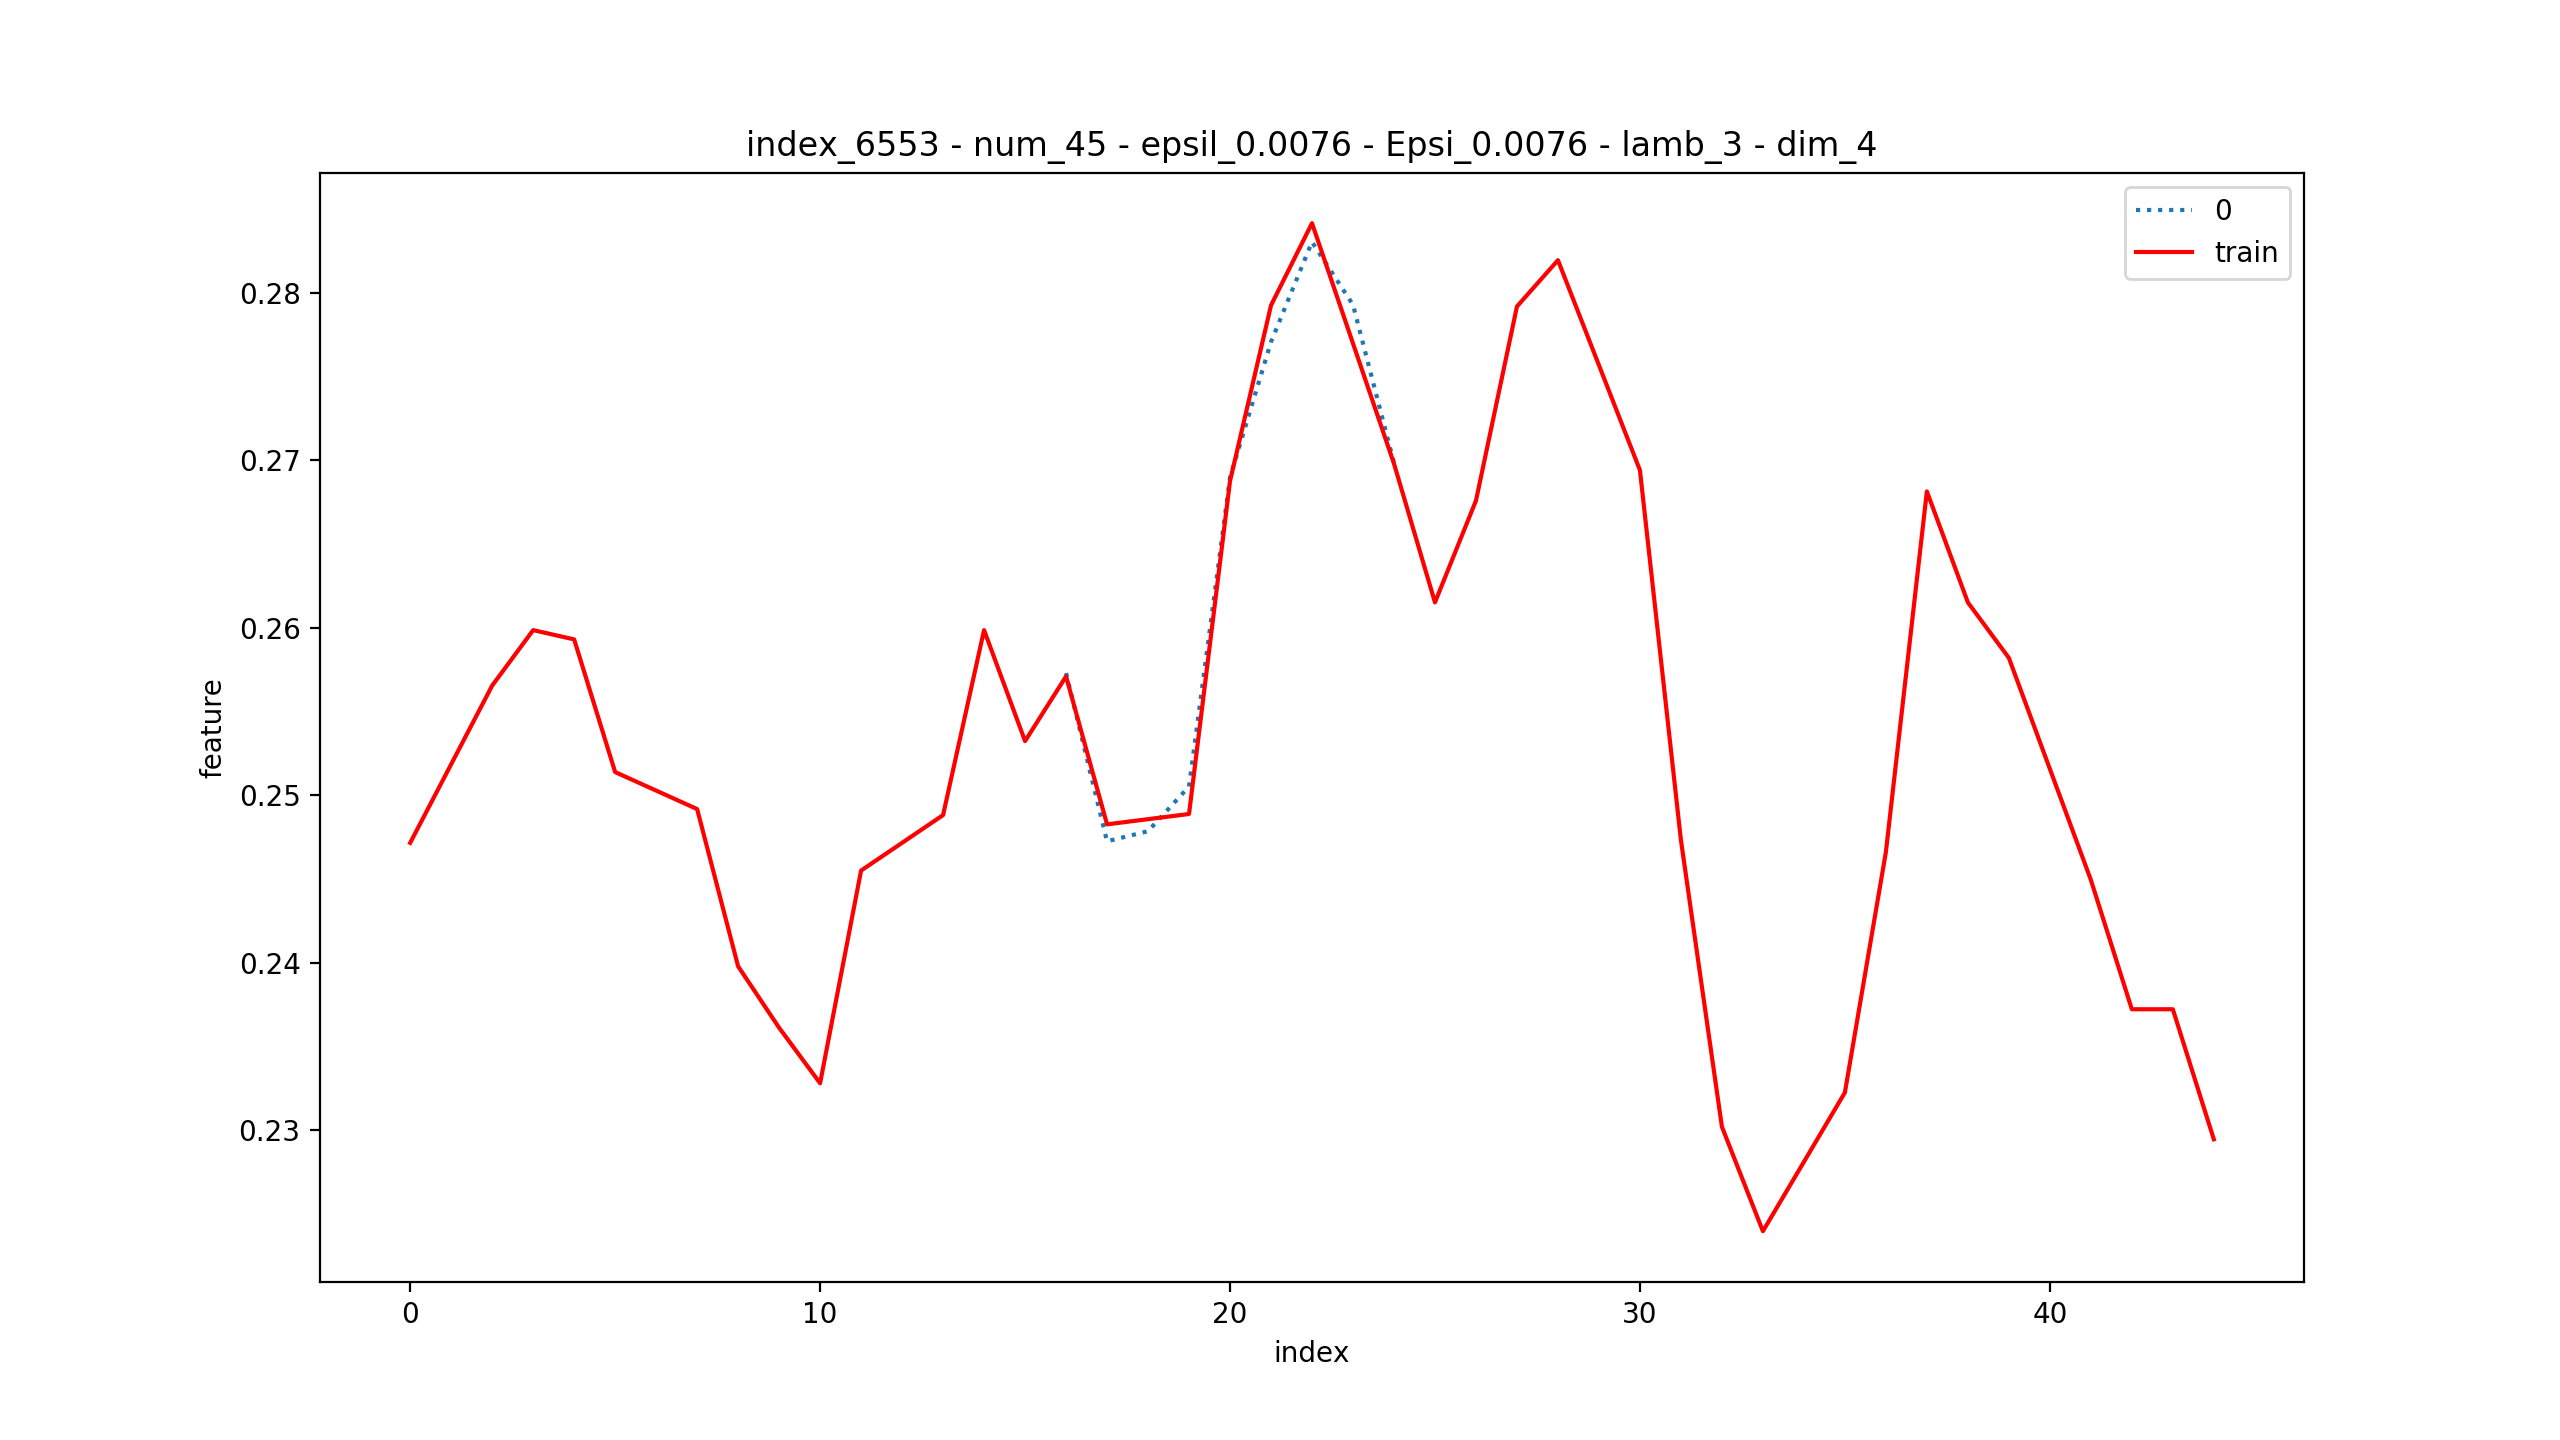 index_6553 - num_45 - epsil_0.0076 - Epsi_0.0076 - lamb_3 - dim_4
0
train
0.28
0.27
0.26
0.25
0.24
0.23
feature
0 10 20 30 40
index